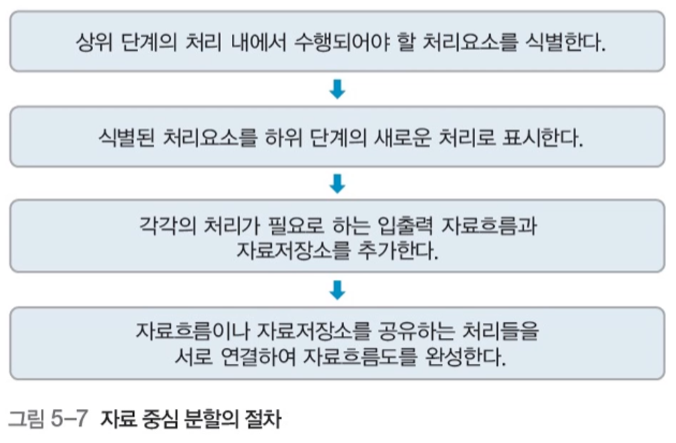 상위 단계의 처리 내에서 수행되어야 할 처리요소를 식별한다.
식별된 처리요소를 하위 단계의 새로운 처리로 표시한다.
각각의 처리가 필요로 하는 입출력 자료흐름과
자료저장소를 추가한다.
자료흐름이나 자료저장소를 공유하는 처리들을
서로 연결하여 자료흐름도를 완성한다.
그림 5-7 자료 중심 분할의 절차